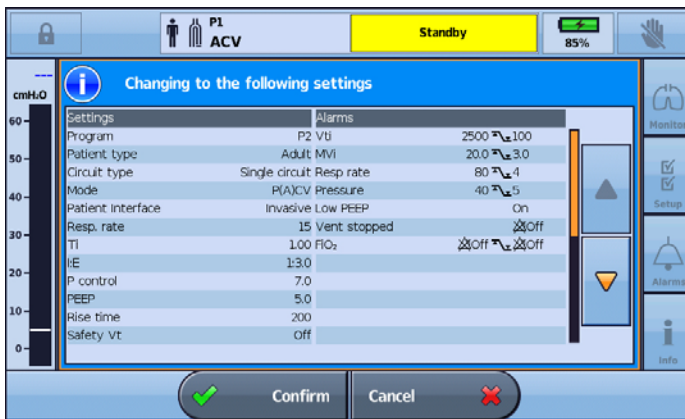 P1
ACV
Standby
85%
---
cmH₂O
60
50
40
30
20
10
0
Changing to the following settings
Settings Alarms
Program P2 Vti 2500 100
Patient type Adult MVi 20.0 3.0
Circuit type Single circuit Resp rate 80 4
Mode P(A)CV Pressure 40 5
Patient Interface Invasive Low PEEP On
Resp. rate 15 Vent stopped Off
Ti 1.00 FiO₂ Off Off
I:E 1:3.0
P control 7.0
PEEP 5.0
Rise time 200
Safety Vt Off
Monitor
Setup
Alarms
Info
Confirm Cancel